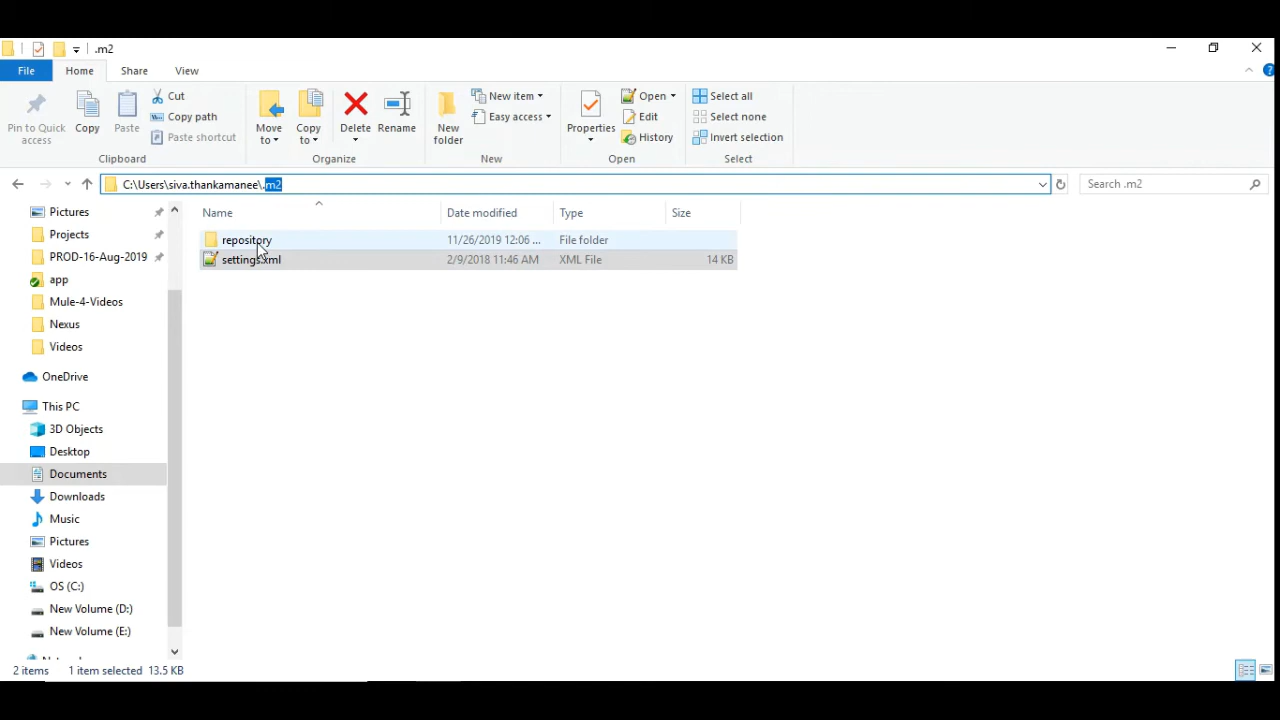 .m2
File Home Share View
Pin to Quick access
Copy
Paste
Cut
Copy path
Paste shortcut
Clipboard
Move to
Copy to
Delete
Rename
Organize
New folder
New item
Easy access
New
Properties
Open
Edit
History
Open
Select all
Select none
Invert selection
Select
C:\Users\siva.thankamanee\.m2
Search .m2
Pictures
Projects
PROD-16-Aug-2019
app
Mule-4-Videos
Nexus
Videos
OneDrive
This PC
3D Objects
Desktop
Documents
Downloads
Music
Pictures
Videos
OS (C:)
New Volume (D:)
New Volume (E:)
Name Date modified Type Size
repository 11/26/2019 12:06 ... File folder
settings.xml 2/9/2018 11:46 AM XML File 14 KB
2 items 1 item selected 13.5 KB